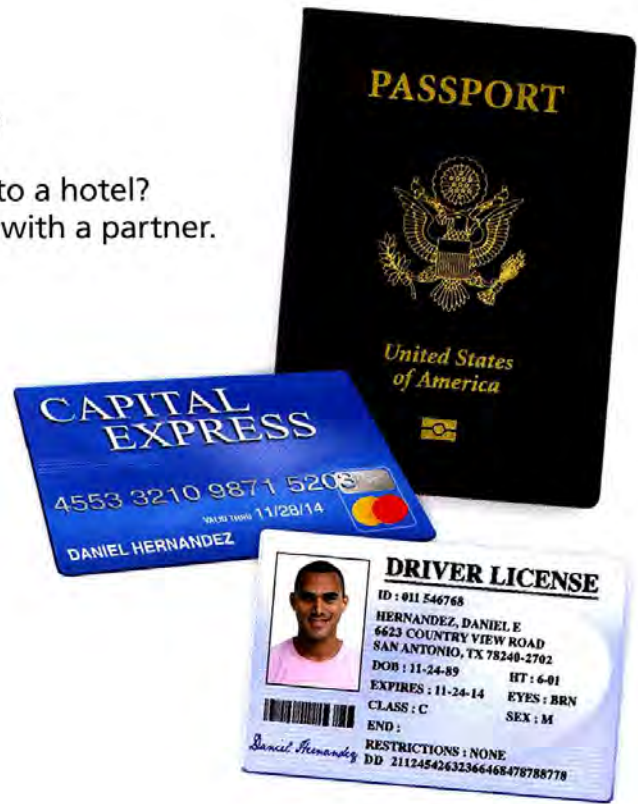 to a hotel?
with a partner.
PASSPORT
United States
of America
CAPITAL
EXPRESS
4553 3210 9871 5203
VALID THRU 11/28/14
DANIEL HERNANDEZ
DRIVER LICENSE
ID : 011 546768
HERNANDEZ, DANIEL E
6623 COUNTRY VIEW ROAD
SAN ANTONIO, TX 78240-2702
DOB : 11-24-89 HT : 6-01
EXPIRES : 11-24-14 EYES : BRN
CLASS : C SEX : M
END :
Daniel Hernandez
RESTRICTIONS : NONE
DD 21124542632366468478788778